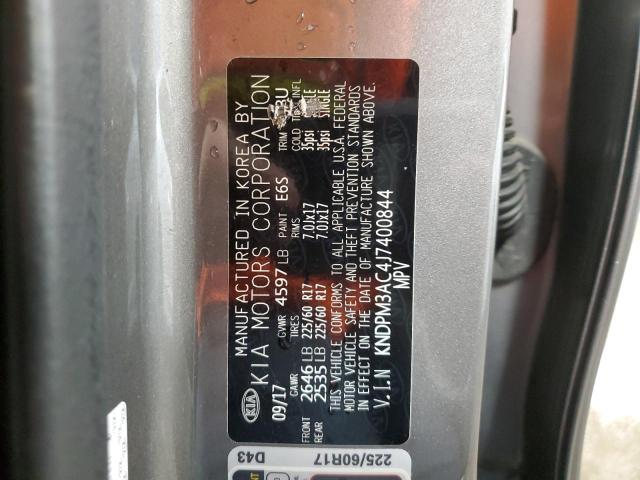 KIA
MANUFACTURED IN KOREA BY
KIA MOTORS CORPORATION
09/17 GVWR 4597 LB PAINT E6S TRIM
GAWR TIRES RIMS COLD TIRE INFL
FRONT 2646 LB 225/60 R17 7.0Jx17 35psi
REAR 2535 LB 225/60 R17 7.0Jx17 35psi SINGLE
THIS VEHICLE CONFORMS TO ALL APPLICABLE U.S.A. FEDERAL
MOTOR VEHICLE SAFETY AND THEFT PREVENTION STANDARDS
IN EFFECT ON THE DATE OF MANUFACTURE SHOWN ABOVE.
V.I.N KNDPM3AC4J7400844
MPV
D43
225/60R17